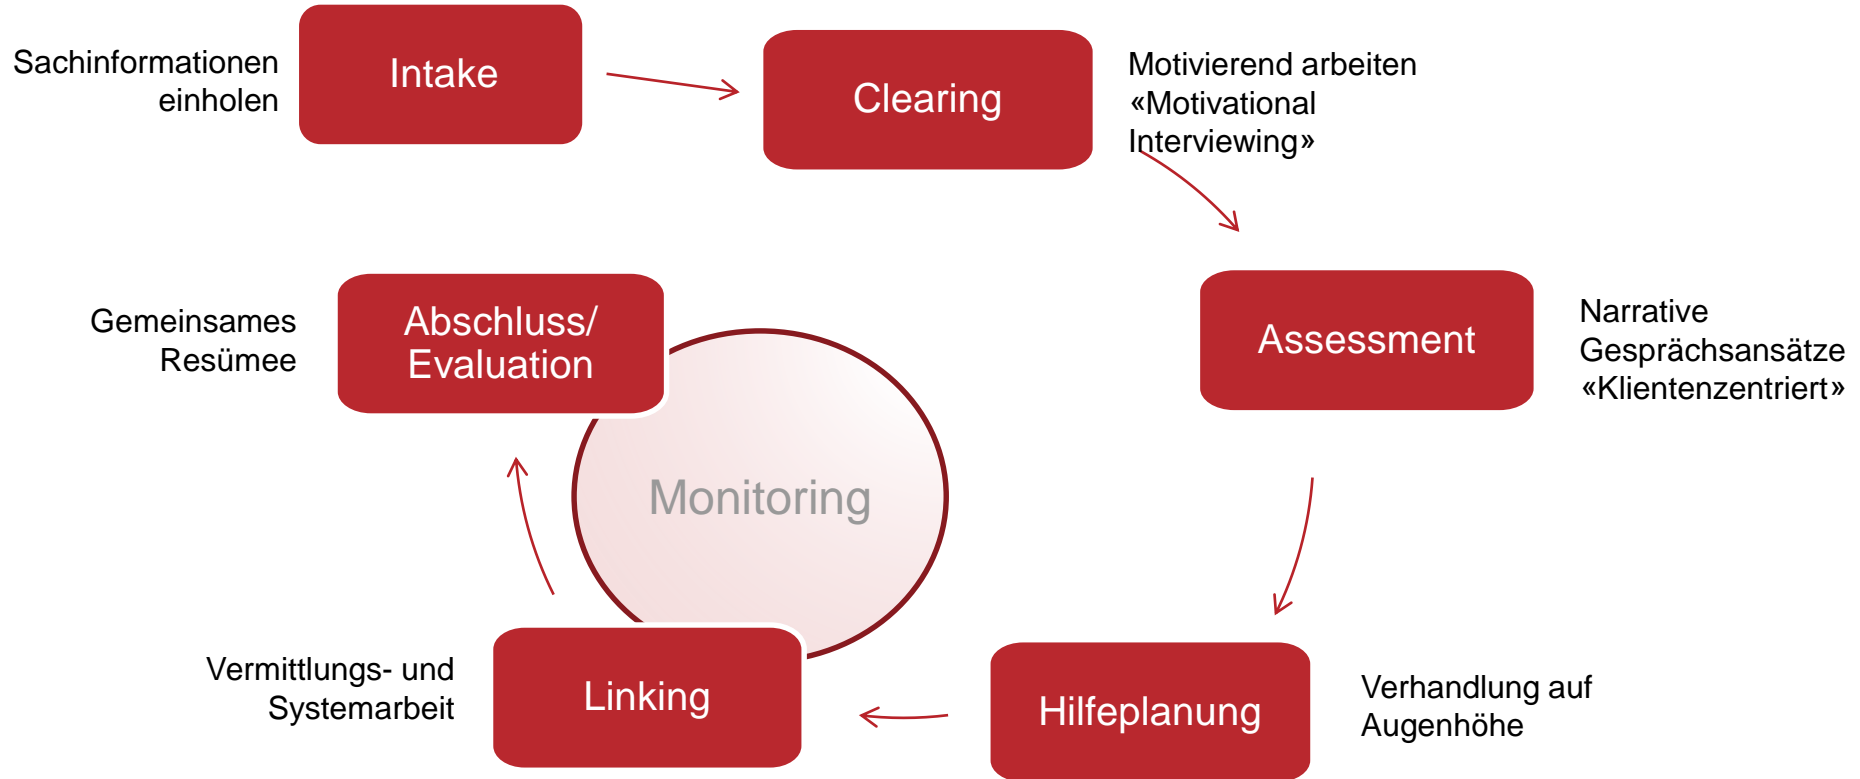 Sachinformationen
einholen
Intake
Clearing
Motivierend arbeiten
«Motivational
Interviewing»
Gemeinsames
Resümee
Abschluss/
Evaluation
Assessment
Narrative
Gesprächsansätze
«Klientenzentriert»
Monitoring
Vermittlungs- und
Systemarbeit
Linking
Hilfeplanung
Verhandlung auf
Augenhöhe